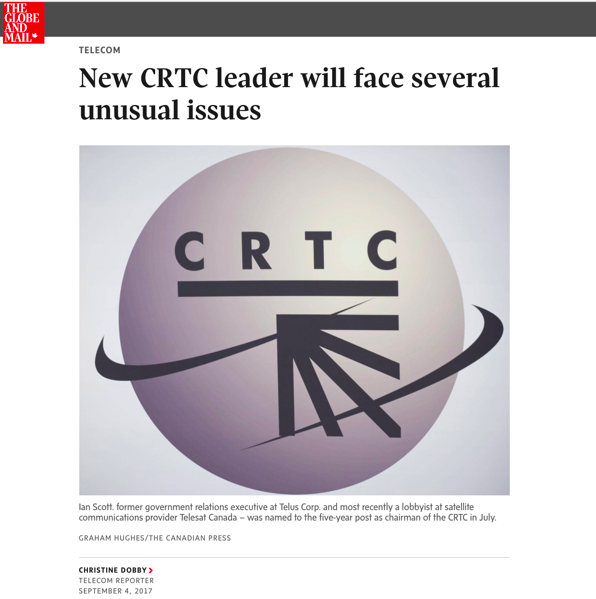 THE
GLOBE
AND
MAIL
TELECOM
New CRTC leader will face several
unusual issues
CRTC
Ian Scott. former government relations executive at Telus Corp. and most recently a lobbyist at satellite
communications provider Telesat Canada – was named to the five-year post as chairman of the CRTC in July.
GRAHAM HUGHES/THE CANADIAN PRESS
CHRISTINE DOBBY >
TELECOM REPORTER
SEPTEMBER 4, 2017